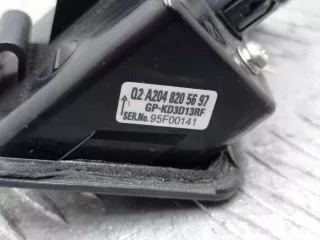 Q2 A204 820 56 97
GP-KD3D13RF
SER.No. 95F00141